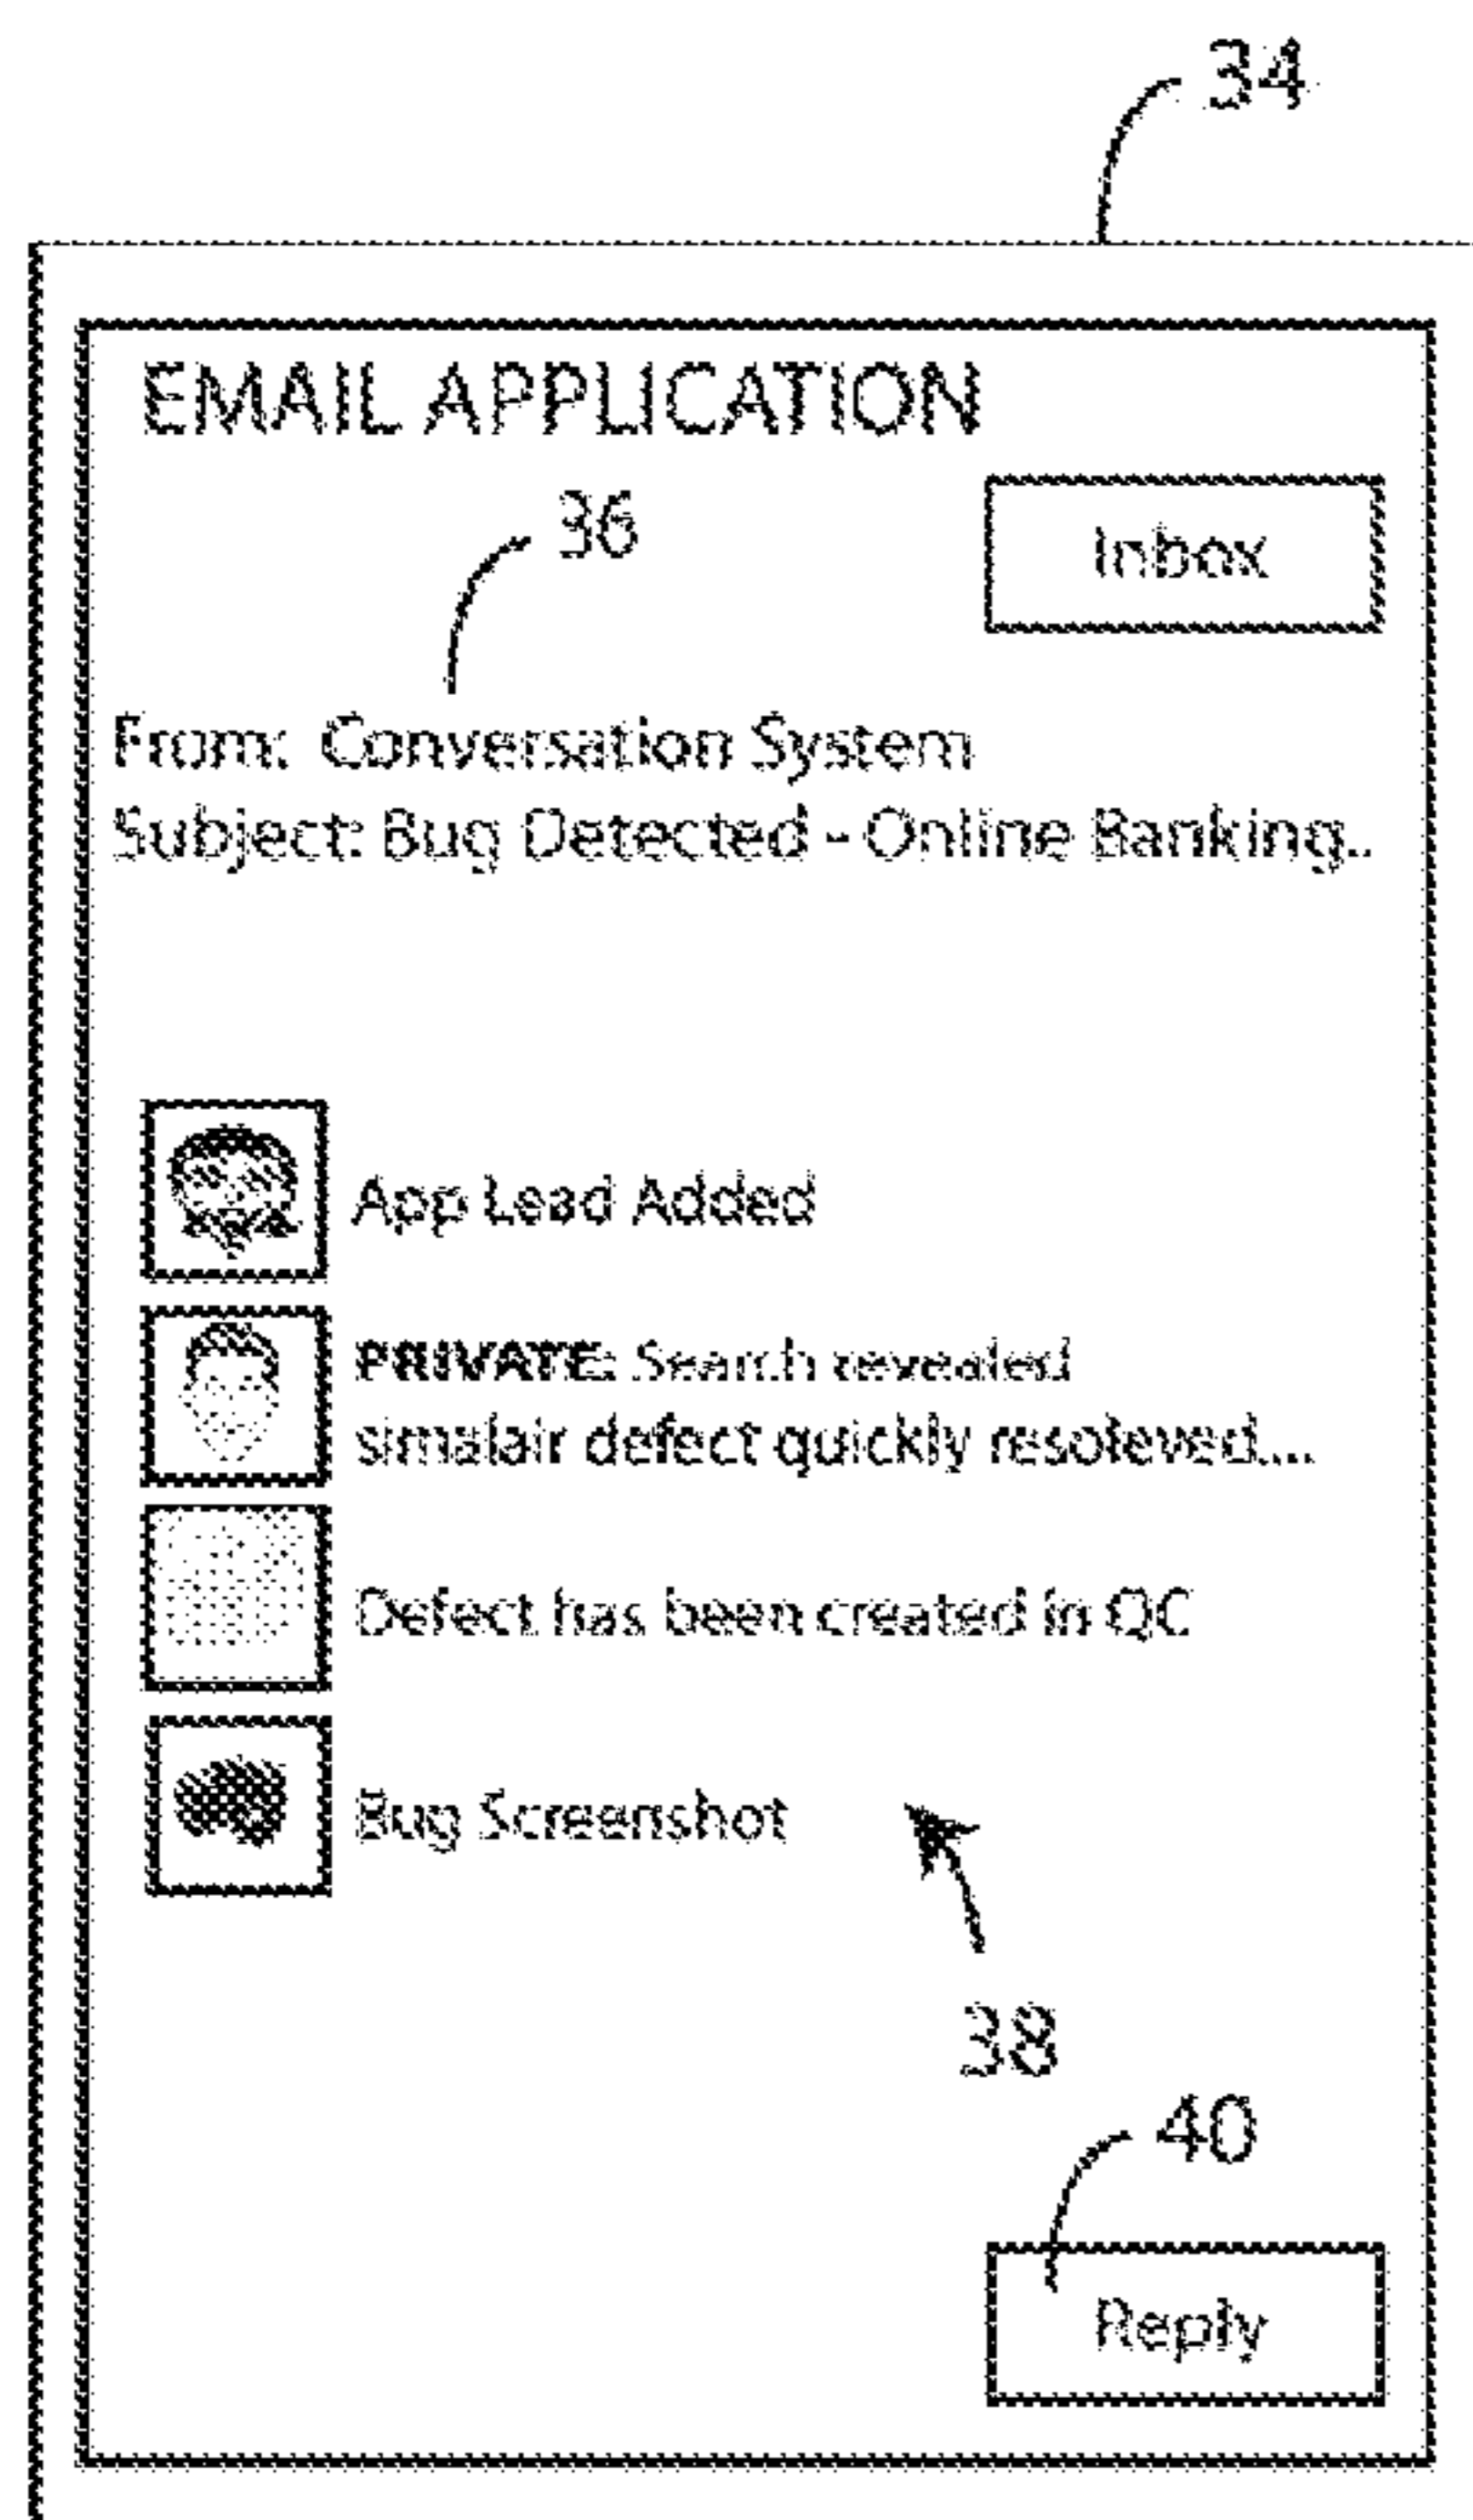 34
EMAIL APPLICATION
36
Inbox
From: Conversation System
Subject: Bug Detected - Online Banking..
App Lead Added
PRIVATE: Search revealed
simalair defect quickly resoleved....
Defect has been created in QC
Bug Screenshot
38
40
Reply